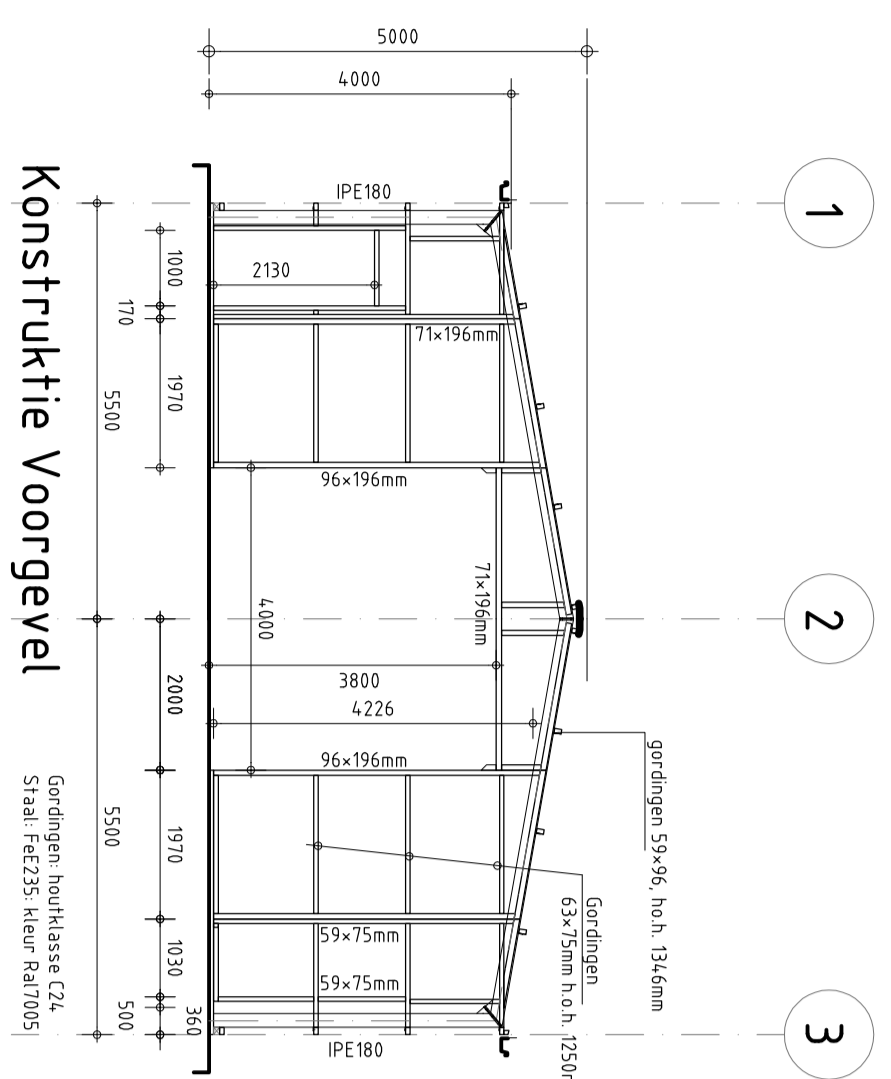 5000
4000
1
2
3
IPE180
2130
1000
170
1970
5500
71×196mm
96×196mm
4000
71×196mm
3800
4226
2000
96×196mm
gordingen 59×96, ho.h. 1346mm
Gordingen
63×75mm h.o.h.
1970
5500
59×75mm
1030
59×75mm
500
360
IPE180
Konstruktie Voorgevel
Gordingen: houtklasse C24
Staal: FeE235: kleur Ral7005